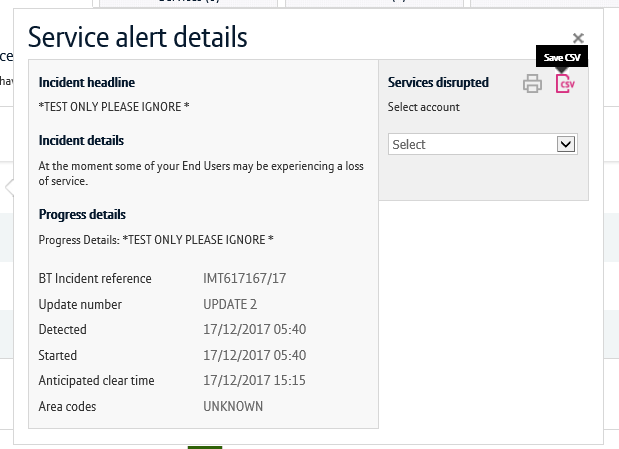 Service alert details
Save CSV
Incident headline
*TEST ONLY PLEASE IGNORE *
Incident details
At the moment some of your End Users may be experiencing a loss
of service.
Progress details
Progress Details: *TEST ONLY PLEASE IGNORE *
BT Incident reference IMT617167/17
Update number UPDATE 2
Detected 17/12/2017 05:40
Started 17/12/2017 05:40
Anticipated clear time 17/12/2017 15:15
Area codes UNKNOWN
Services disrupted
CSV
Select account
Select